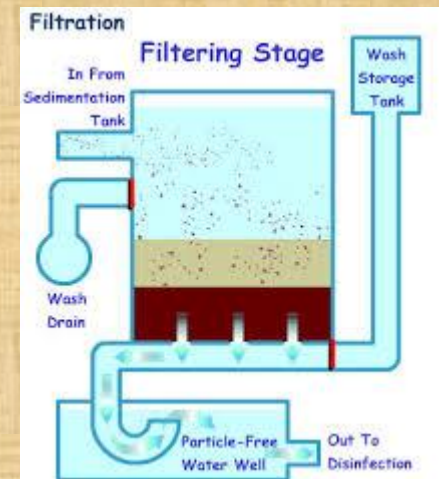 Filtration
Filtering Stage
In From
Sedimentation
Tank
Wash
Storage
Tank
Wash
Drain
Particle-Free
Water Well
Out To
Disinfection